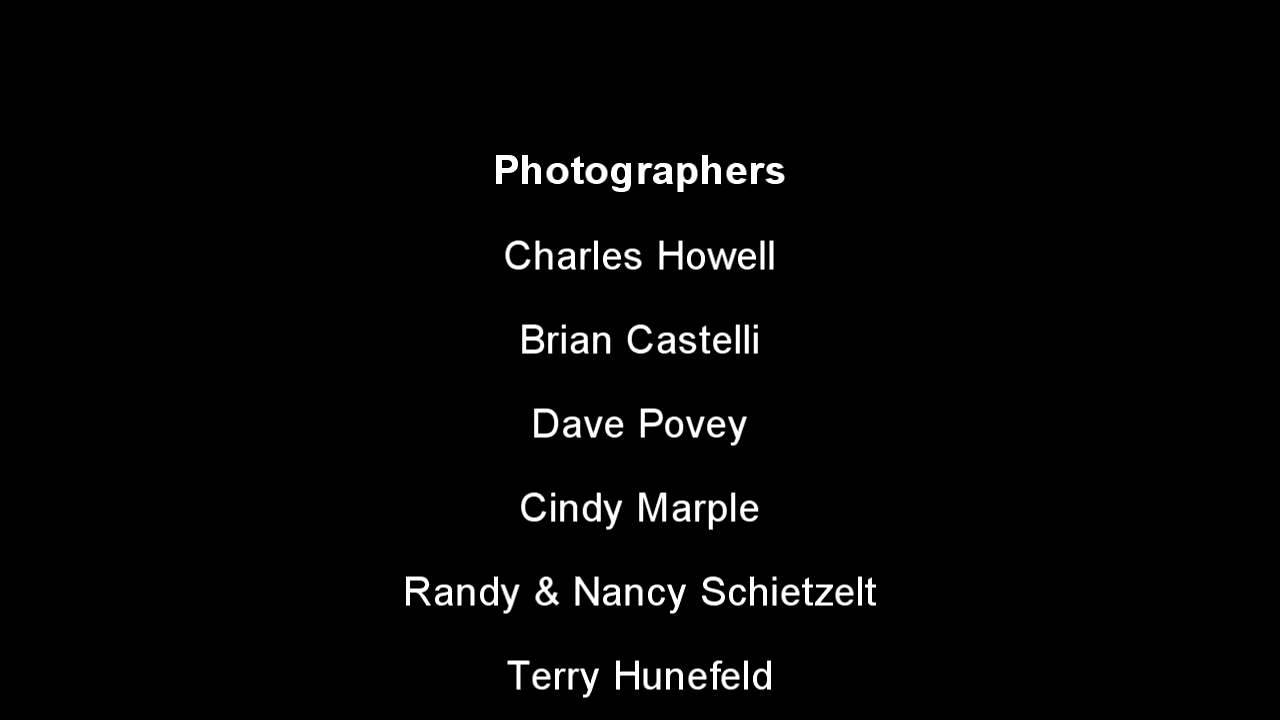 Photographers
Charles Howell
Brian Castelli
Dave Povey
Cindy Marple
Randy & Nancy Schietzelt
Terry Hunefeld